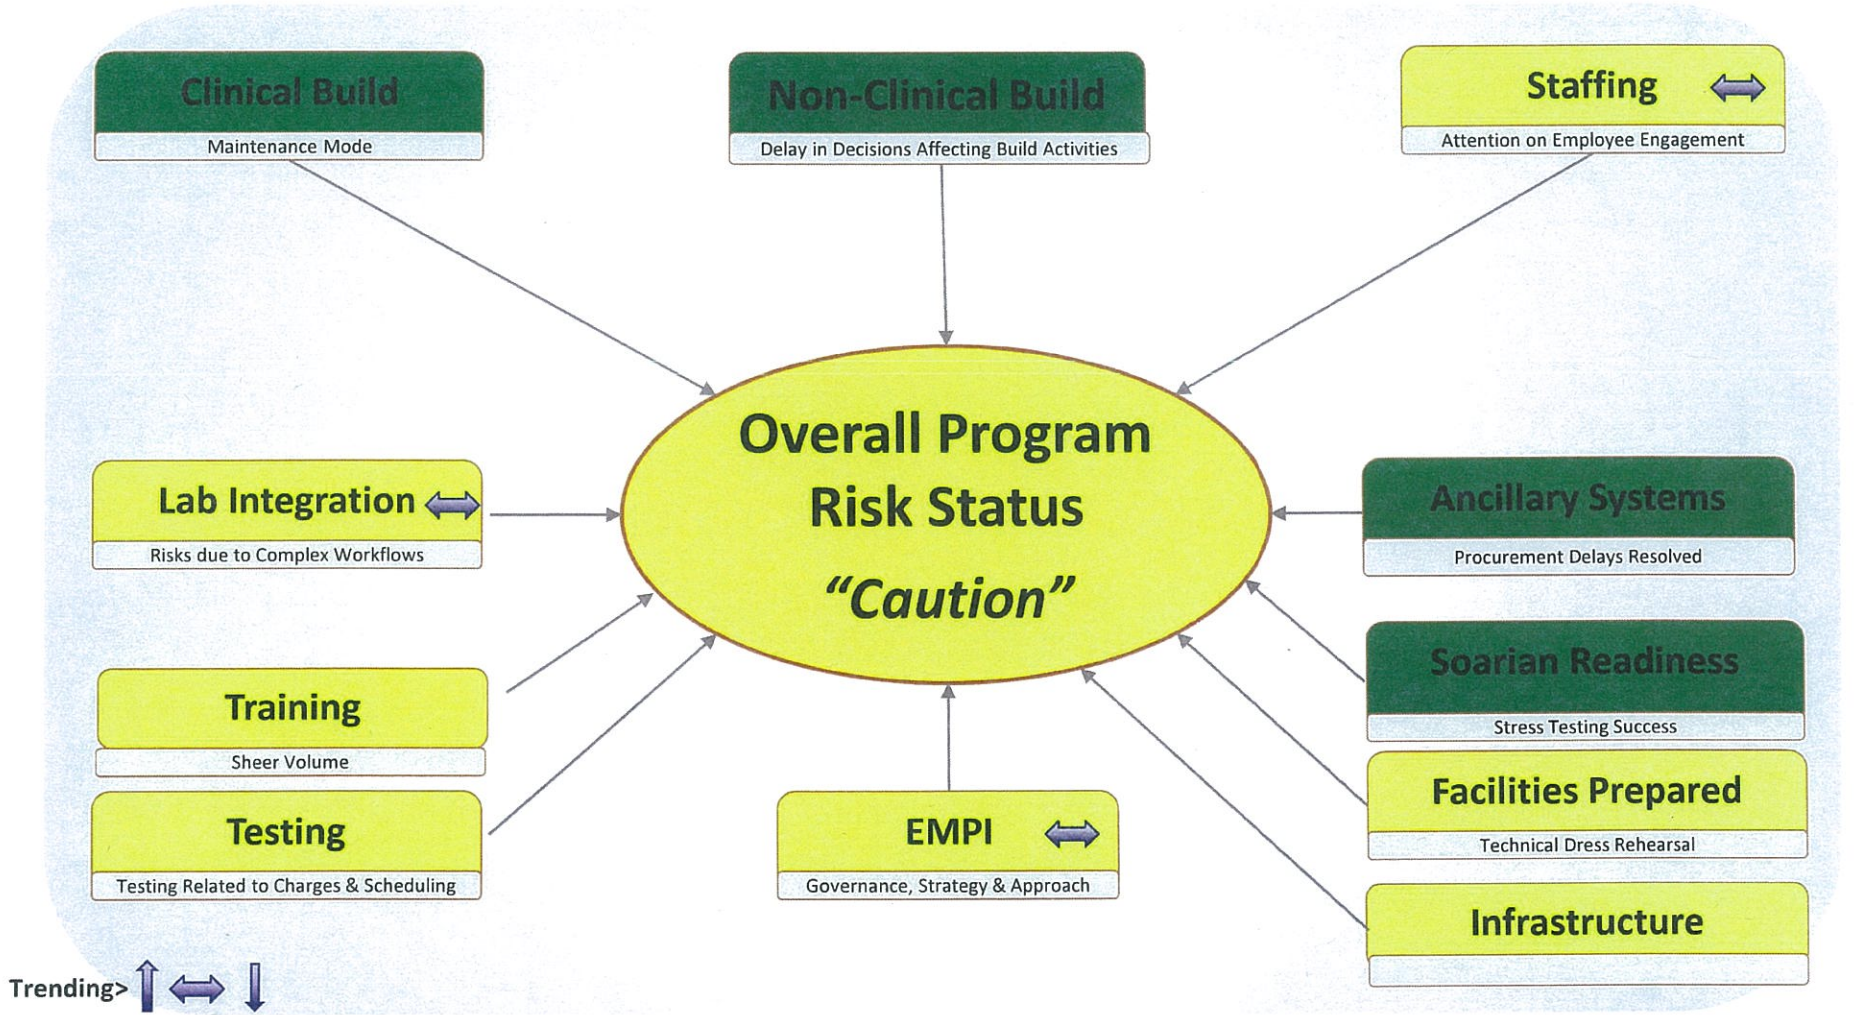 Clinical Build
Maintenance Mode
Non-Clinical Build
Delay in Decisions Affecting Build Activities
Staffing
Attention on Employee Engagement
Overall Program
Risk Status
“Caution”
Lab Integration
Risks due to Complex Workflows
Ancillary Systems
Procurement Delays Resolved
Soarian Readiness
Stress Testing Success
Training
Sheer Volume
Facilities Prepared
Technical Dress Rehearsal
Testing
Testing Related to Charges & Scheduling
EMPI
Governance, Strategy & Approach
Infrastructure
Trending>